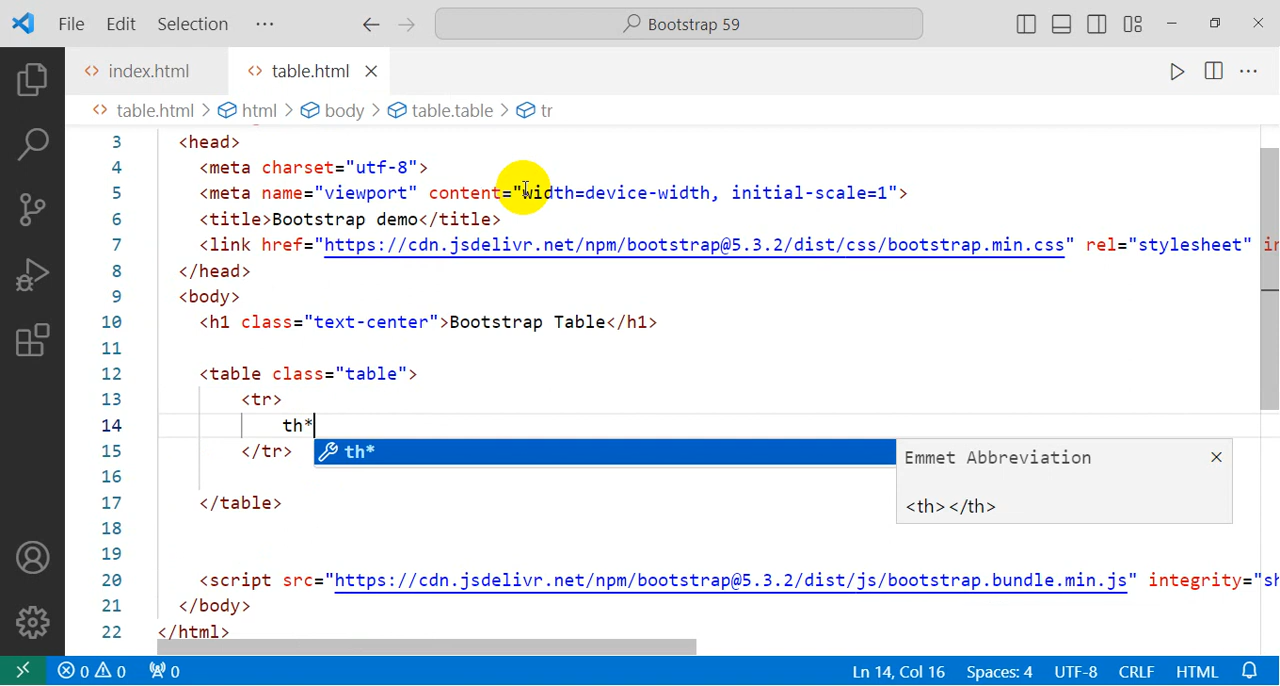 File Edit Selection ··· Bootstrap 59
index.html table.html
table.html > html > body > table.table > tr
3 <head>
4 <meta charset="utf-8">
5 <meta name="viewport" content="width=device-width, initial-scale=1">
6 <title>Bootstrap demo</title>
7 <link href="https://cdn.jsdelivr.net/npm/bootstrap@5.3.2/dist/css/bootstrap.min.css" rel="stylesheet" in
8 </head>
9 <body>
10 <h1 class="text-center">Bootstrap Table</h1>
11
12 <table class="table">
13 <tr>
14 th*
15 </tr>
th*
Emmet Abbreviation
<th></th>
16
17 </table>
18
19
20 <script src="https://cdn.jsdelivr.net/npm/bootstrap@5.3.2/dist/js/bootstrap.bundle.min.js" integrity="sh
21 </body>
22 </html>
0 0 0 Ln 14, Col 16 Spaces: 4 UTF-8 CRLF HTML